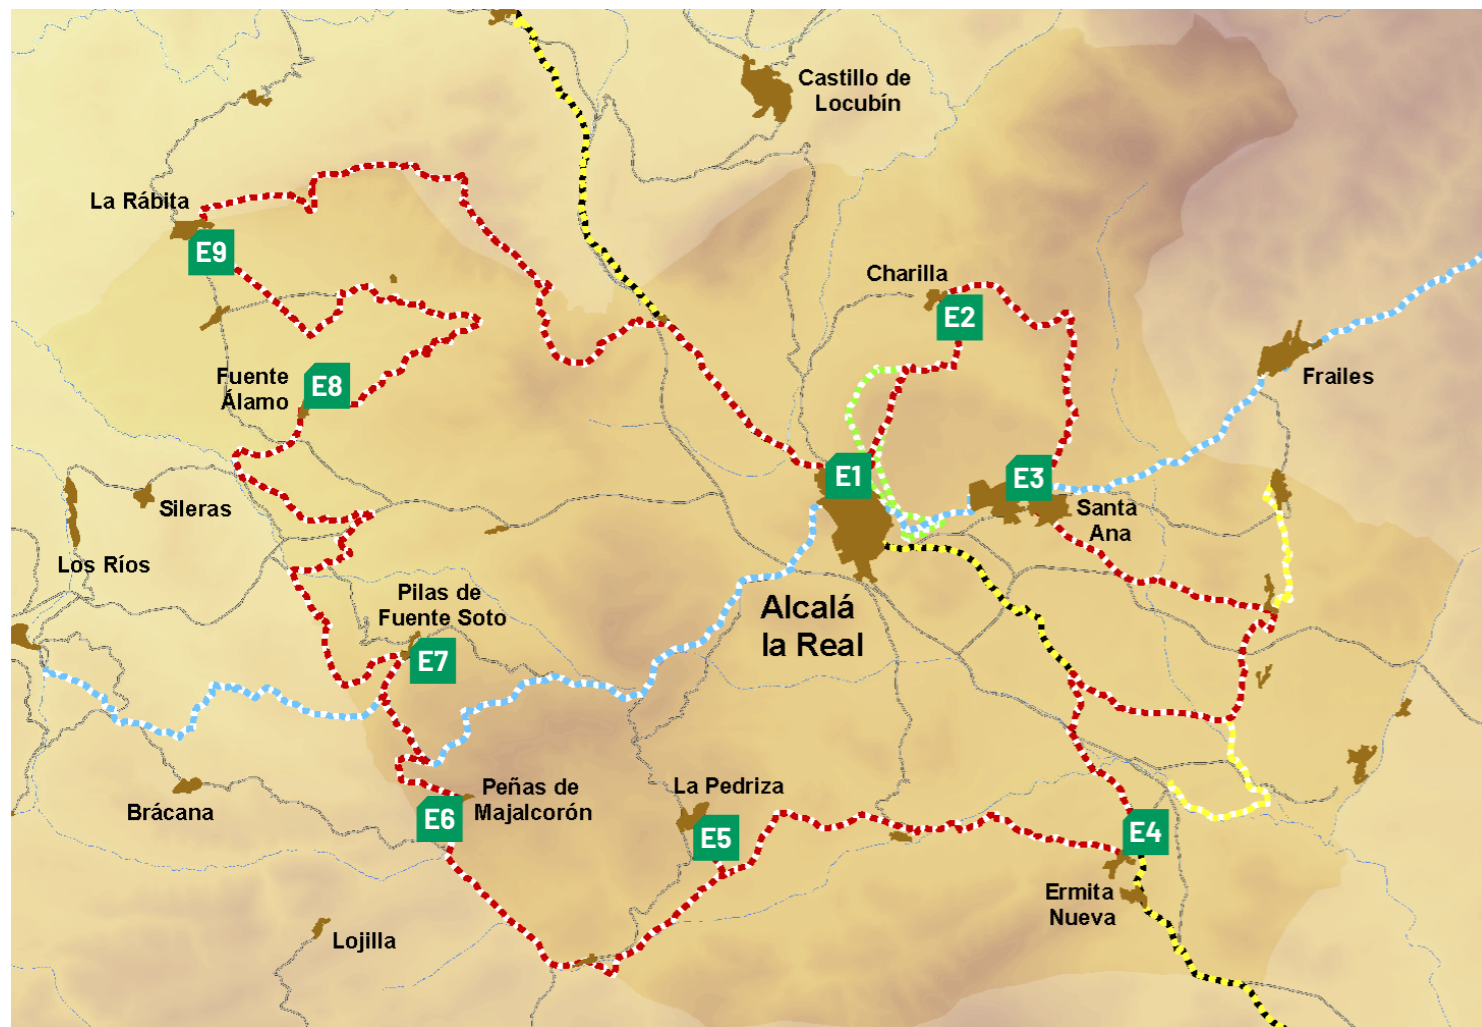 Castillo de
Locubín
La Rábita
E9
Charilla
E2
Fuente
Álamo
E8
Frailes
E1
E3
Santa
Ana
Sileras
Los Ríos
Pilas de
Fuente Soto
E7
Alcalá
la Real
Peñas de
Majalcorón
E6
La Pedriza
E5
E4
Brácana
Ermita
Nueva
Lojilla